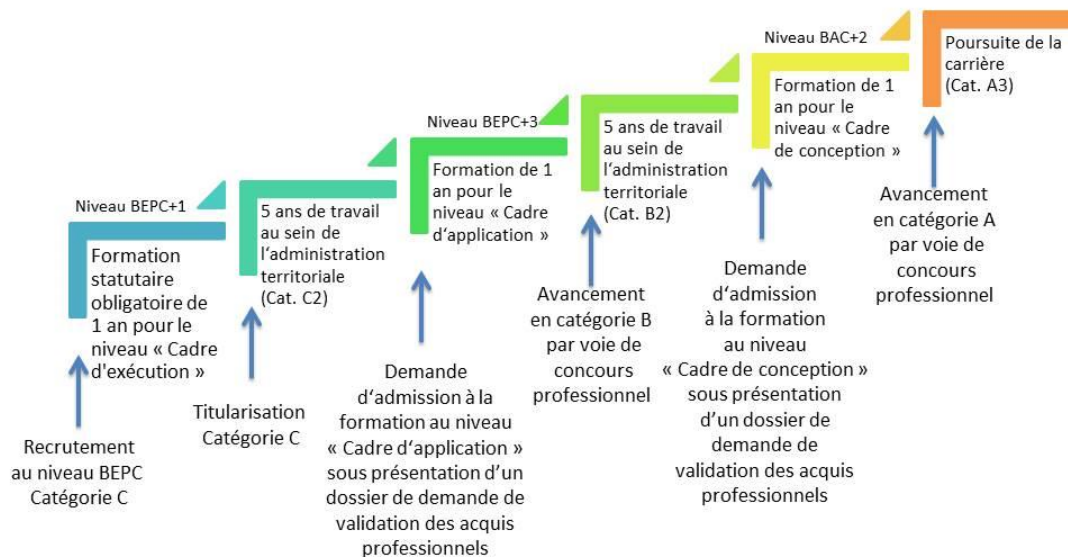 Niveau BEPC+1
Formation
statutaire
obligatoire de
1 an pour le
niveau « Cadre
d'exécution »
Recrutement
au niveau BEPC
Catégorie C
5 ans de travail
au sein de
l‘administration
territoriale
(Cat. C2)
Titularisation
Catégorie C
Niveau BEPC+3
Formation de 1
an pour le
niveau « Cadre
d‘application »
Demande
d‘admission à la
formation au niveau
« Cadre d‘application »
sous présentation d’un
dossier de demande de
validation des acquis
professionnels
5 ans de travail
au sein de
l‘administration
territoriale
(Cat. B2)
Avancement
en catégorie B
par voie de
concours
professionnel
Niveau BAC+2
Formation de 1
an pour le
niveau « Cadre
de conception »
Demande
d‘admission
à la formation
au niveau
« Cadre de conception »
sous présentation
d’un dossier de
demande de
validation des acquis
professionnels
Poursuite de la
carrière
(Cat. A3)
Avancement
en catégorie A
par voie de
concours
professionnel